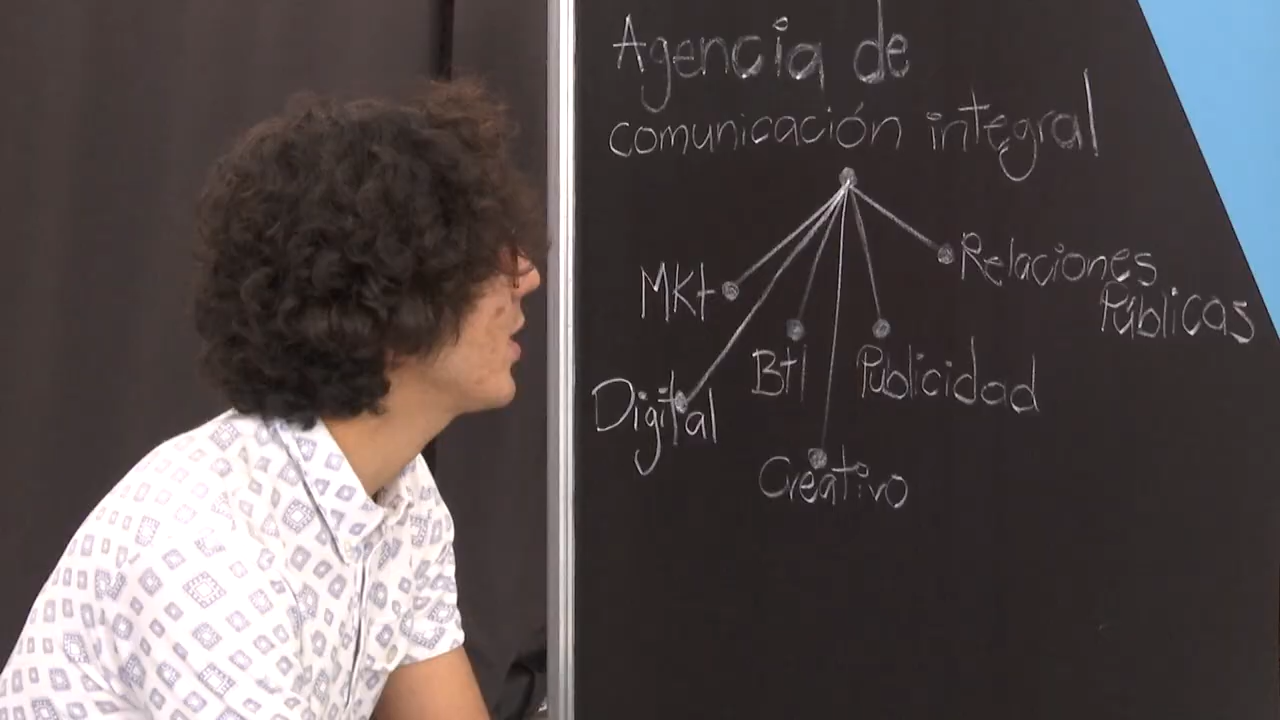 Agencia de
comunicación integral
Relaciones
Públicas
Mkt
Btl
Publicidad
Digital
Creativo